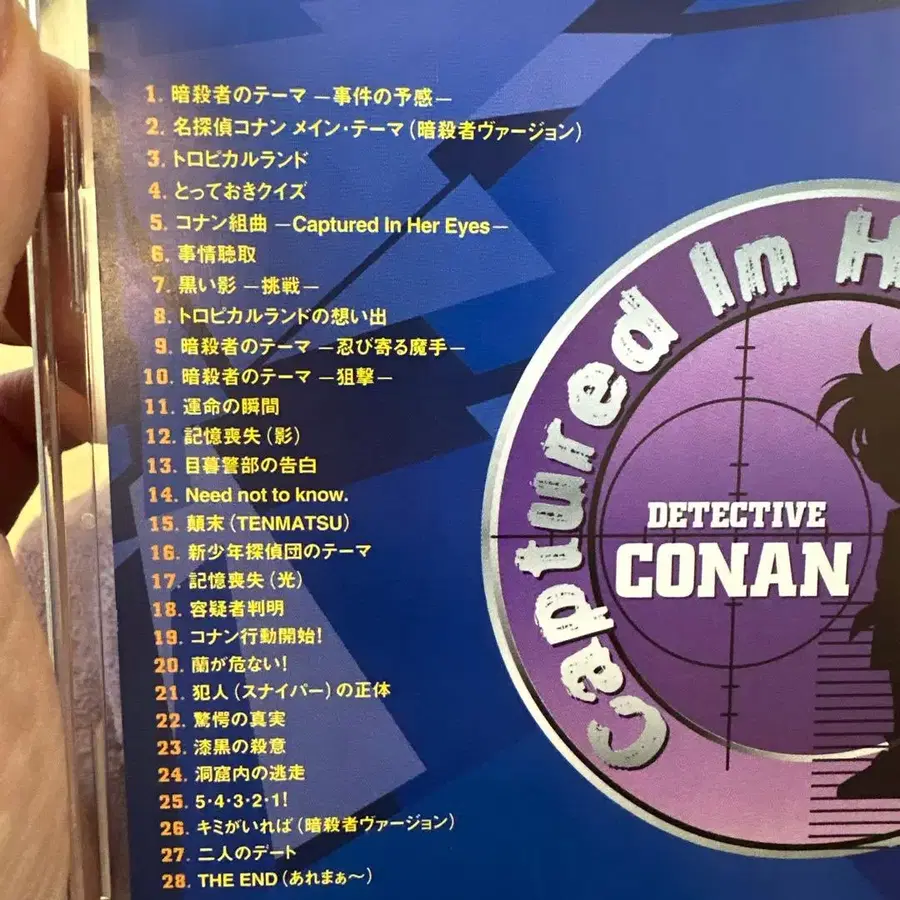 1. 暗殺者のテーマ ―事件の予感―
2. 名探偵コナン メイン・テーマ(暗殺者ヴァージョン)
3. トロピカルランド
4. とっておきクイズ
5. コナン組曲 ―Captured In Her Eyes―
6. 事情聴取
7. 黒い影 ―挑戦―
8. トロピカルランドの想い出
9. 暗殺者のテーマ ―忍び寄る魔手―
10. 暗殺者のテーマ ―狙撃―
11. 運命の瞬間
12. 記憶喪失(影)
13. 目暮警部の告白
14. Need not to know.
15. 顛末(TENMATSU)
16. 新少年探偵団のテーマ
17. 記憶喪失(光)
18. 容疑者判明
19. コナン行動開始!
20. 蘭が危ない!
21. 犯人(スナイパー)の正体
22. 驚愕の真実
23. 漆黒の殺意
24. 洞窟内の逃走
25. 5・4・3・2・1!
26. キミがいれば(暗殺者ヴァージョン)
27. 二人のデート
28. THE END(あれまぁ〜)
Captured In H
DETECTIVE
CONAN